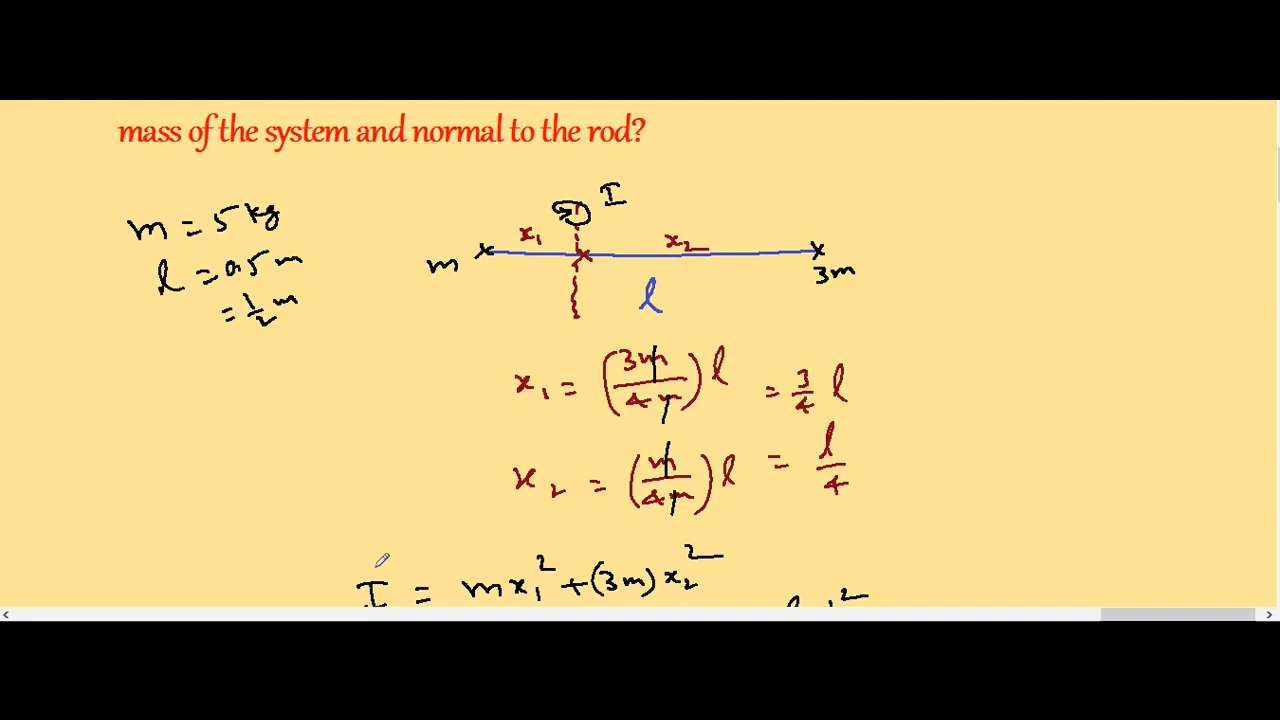 mass of the system and normal to the rod?
m = 5 kg
l = 0.5 m
= 1/2 m
I
x₁ x₂
m 3m
l
x₁ = (3m/4m) l = 3/4 l
x₂ = (m/4m) l = l/4
I = mx₁² + (3m) x₂²